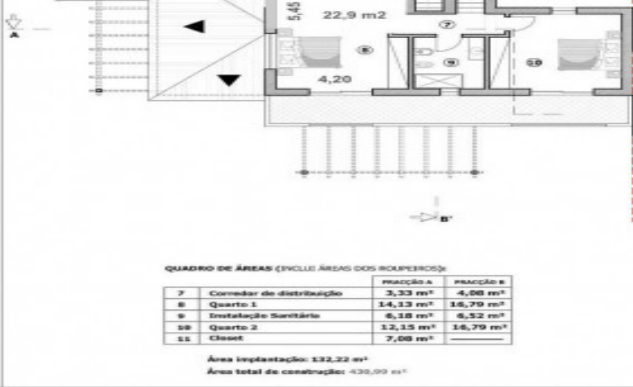 5,45
22,9 m2
7
A
8
9
10
4,20
B'
QUADRO DE ÁREAS (INCLUI ÁREAS DOS ROUPEIROS):
FRACÇÃO A FRACÇÃO B
7 Corredor de distribuição 3,33 m² 4,08 m²
8 Quarto 1 14,13 m² 16,79 m²
9 Instalação Sanitária 6,18 m² 6,52 m²
10 Quarto 2 12,15 m² 16,79 m²
11 Closet 7,08 m² ———
Área implantação: 132,22 m²
Área total de construção: 430,99 m²